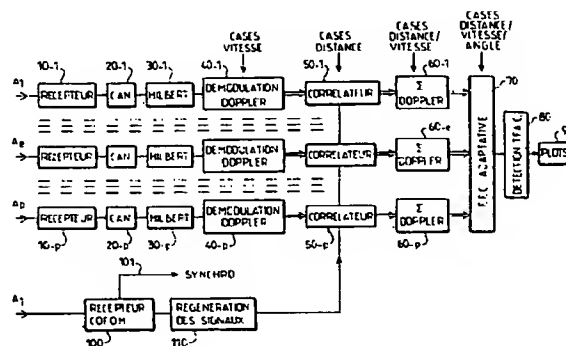 CASES VITESSE
CASES DISTANCE
CASES DISTANCE/ VITESSE
CASES DISTANCE/ VITESSE/ ANGLE
10-1
20-1
30-1
40-1
50-1
60-1
70
A1
RECEPTEUR
CAN
HILBERT
DEMODULATION DOPPLER
CORRELATEUR
Σ DOPPLER
80
60-e
Ae
RECEPTEUR
CAN
HILBERT
DEMODULATION DOPPLER
CORRELATEUR
Σ DOPPLER
F.F.C. ADAPTATIVE
DETECTION TFAC
PLOTS
RECEPTEUR
CAN
HILBERT
DEMODULATION DOPPLER
CORRELATEUR
Σ DOPPLER
10-p
20-p
30-p
40-p
50-p
60-p
101
SYNCHRO
A1
RECEPTEUR COFDM
REGENERATION DES SIGNAUX
100
110